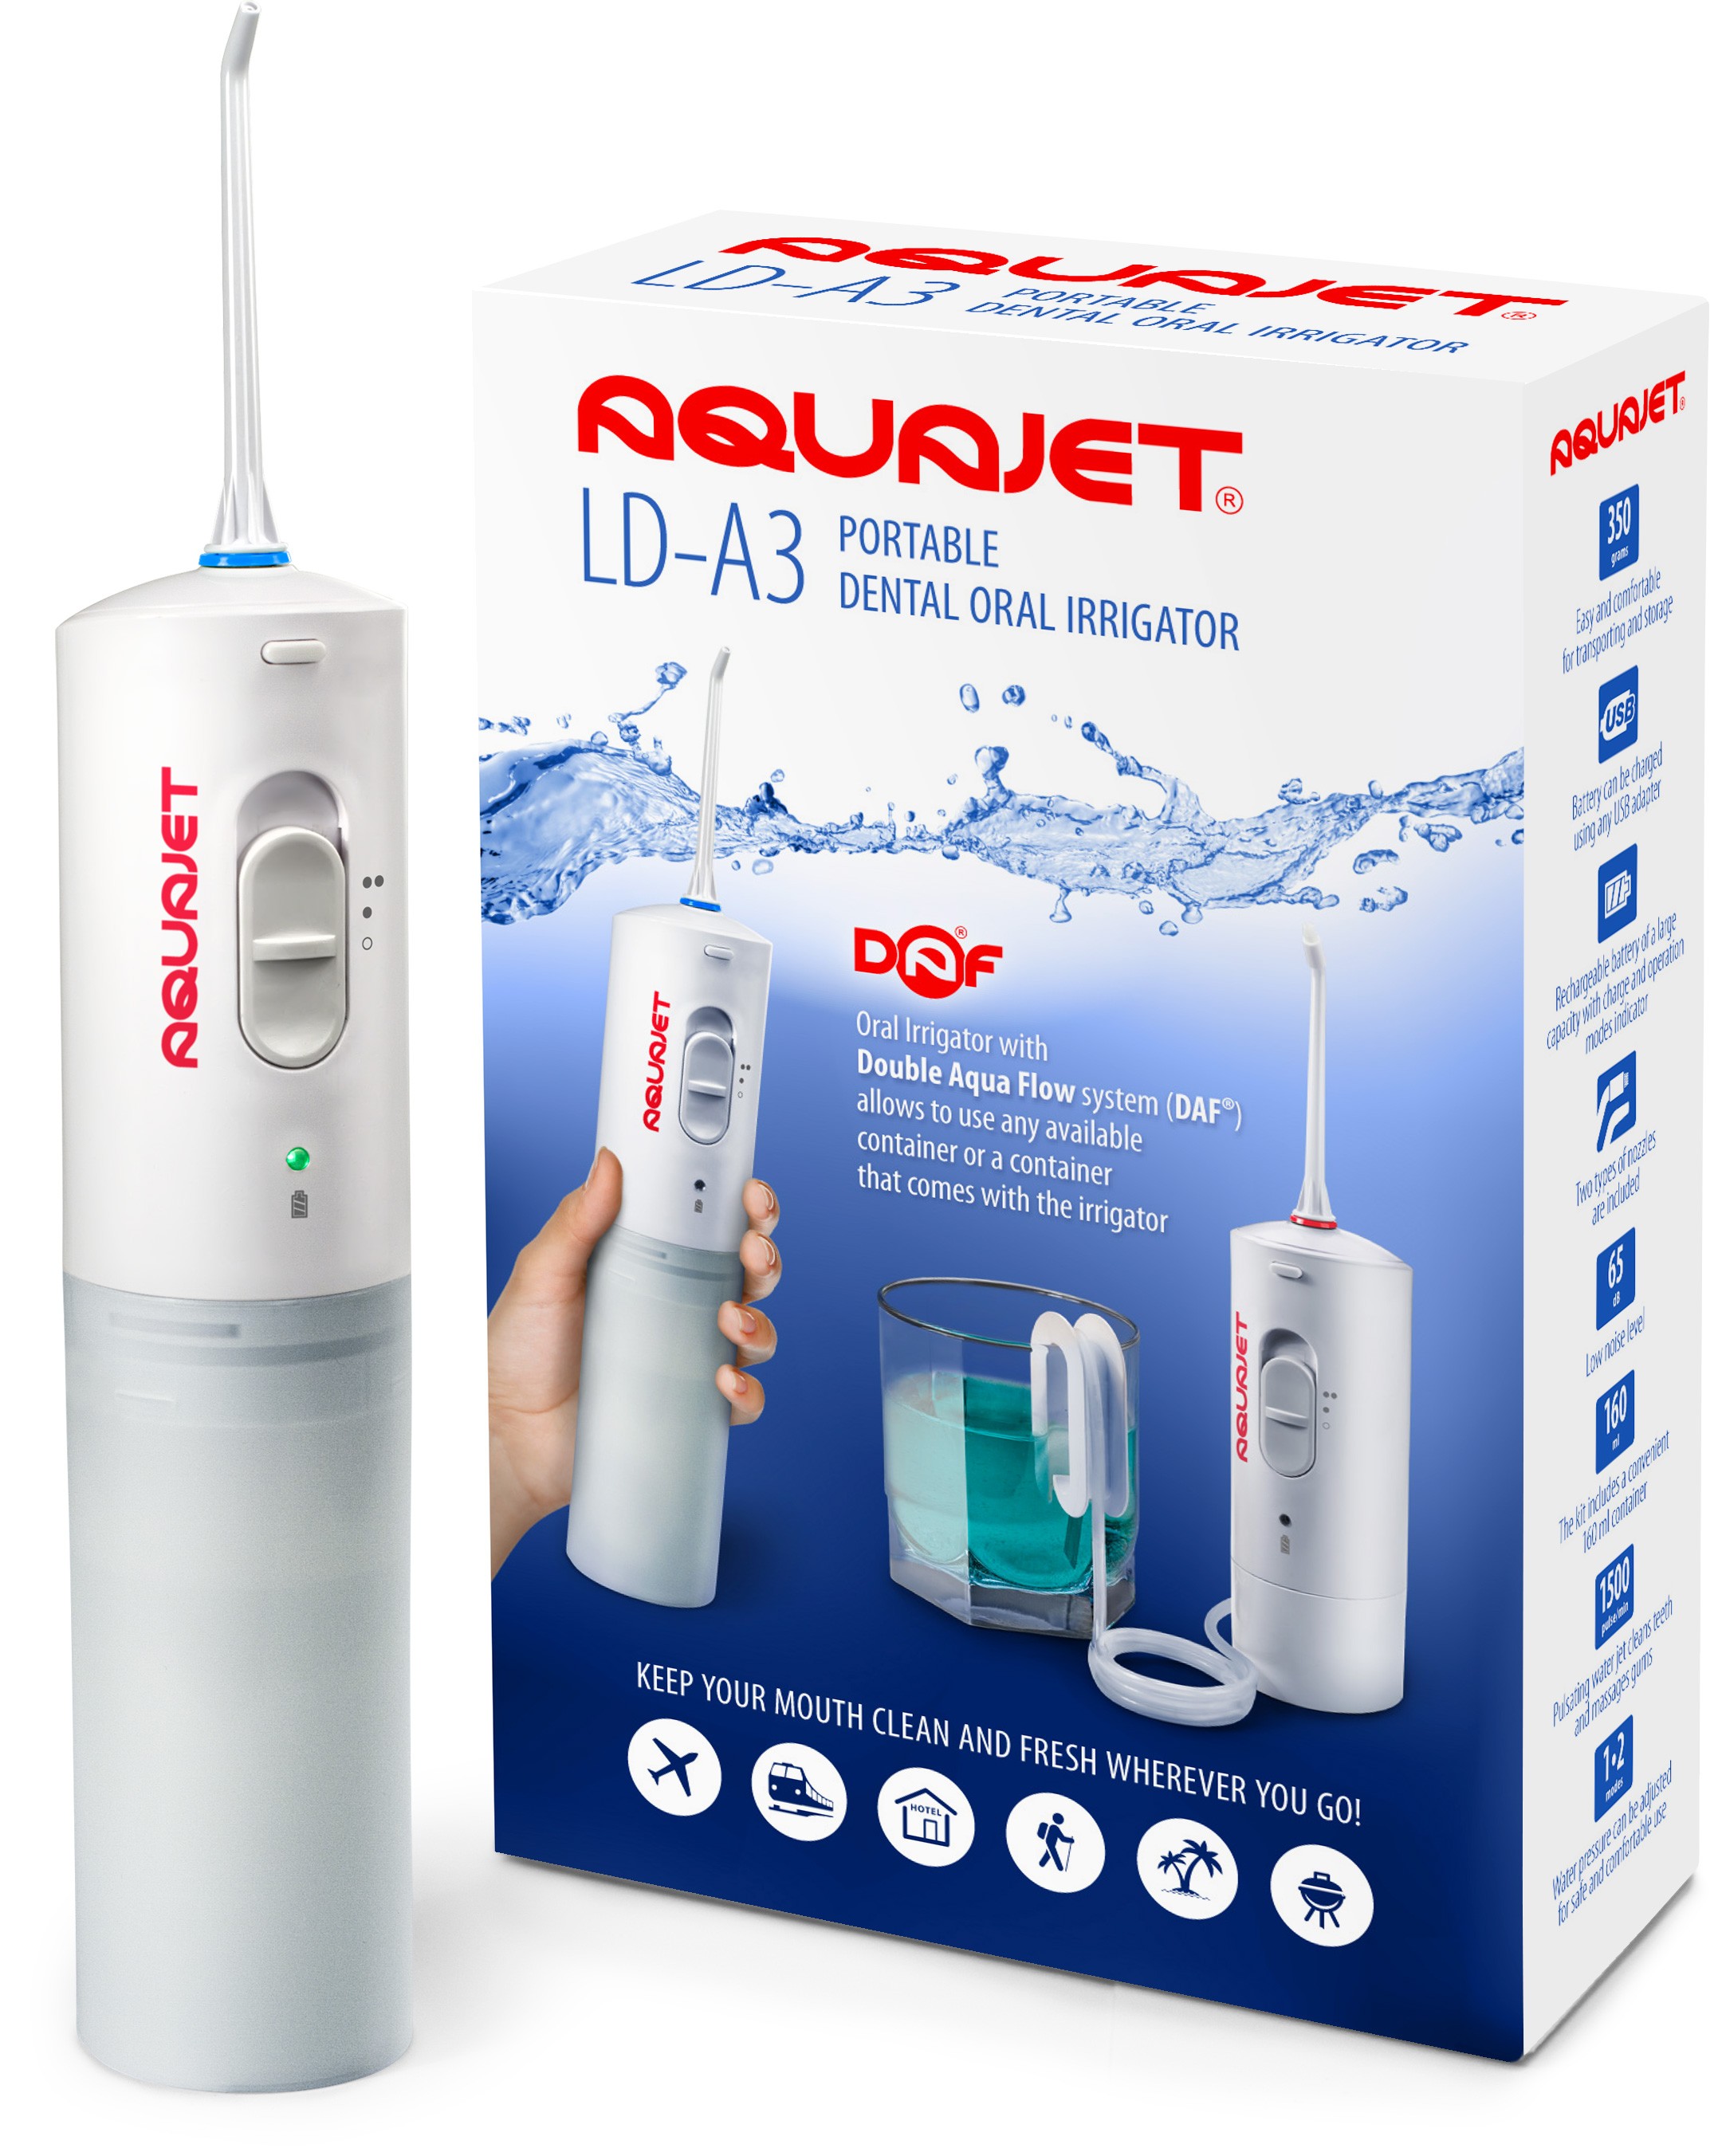 AQUAJET
AQUAJET®
LD-A3 PORTABLE
DENTAL ORAL IRRIGATOR
AQUAJET®
LD-A3 PORTABLE
DENTAL ORAL IRRIGATOR
AQUAJET
DAF®
Oral Irrigator with
Double Aqua Flow system (DAF®)
allows to use any available
container or a container
that comes with the irrigator
AQUAJET
KEEP YOUR MOUTH CLEAN AND FRESH WHEREVER YOU GO!
HOTEL
AQUAJET®
350
grams
Easy and comfortable
for transporting and storage
USB
Battery can be charged
using any USB adapter
Rechargeable battery of a large
capacity with charge and operation
modes indicator
Two types of nozzles
are included
65
dB
Low noise level
160
ml
The kit includes a convenient
160 ml container
1500
pulse/min
Pulsating water jet cleans teeth
and massages gums
1•2
modes
Water pressure can be adjusted
for safe and comfortable use